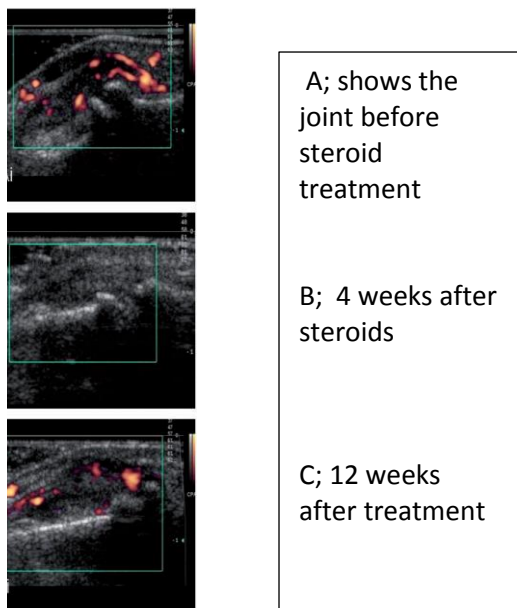 A; shows the
joint before
steroid
treatment
B; 4 weeks after
steroids
C; 12 weeks
after treatment